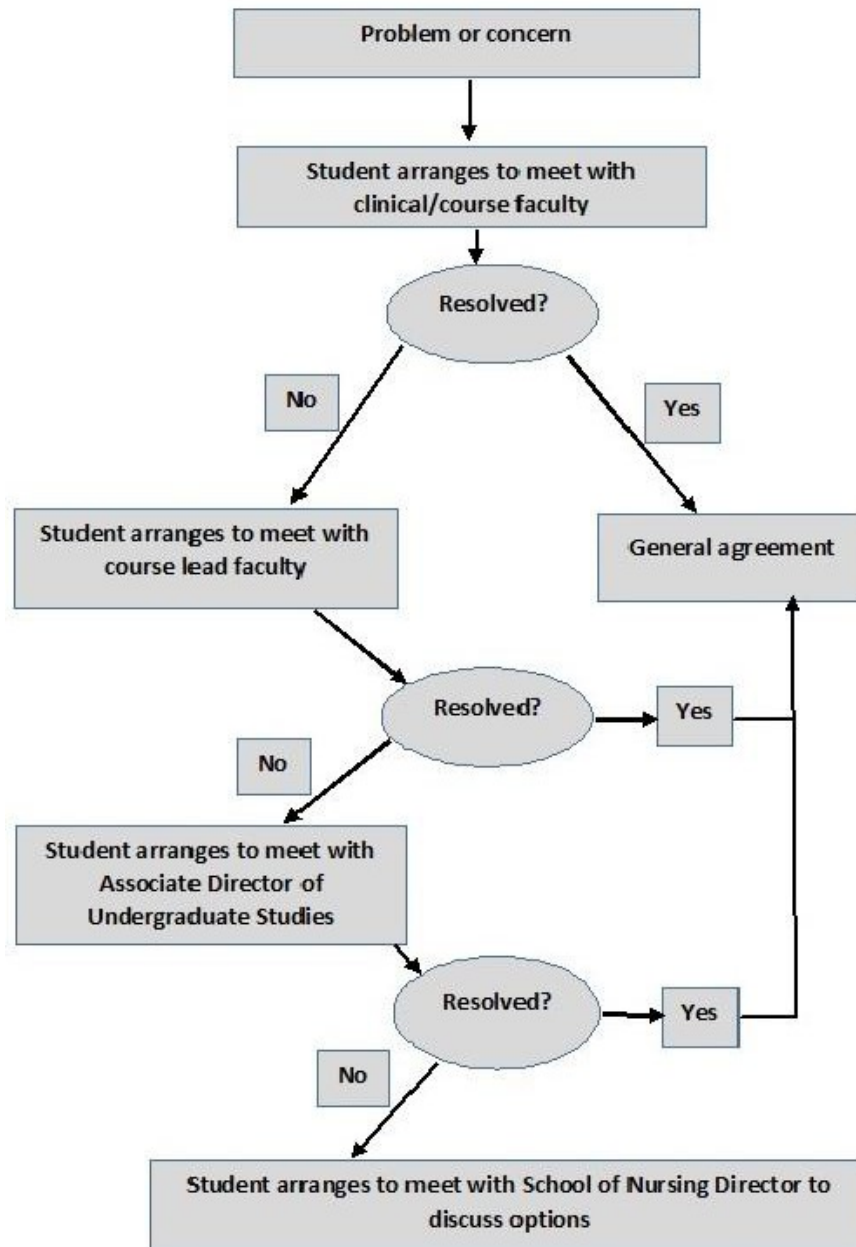 Problem or concern
Student arranges to meet with
clinical/course faculty
Resolved?
No
Yes
Student arranges to meet with
course lead faculty
General agreement
Resolved?
Yes
No
Student arranges to meet with
Associate Director of
Undergraduate Studies
Resolved?
Yes
No
Student arranges to meet with School of Nursing Director to
discuss options